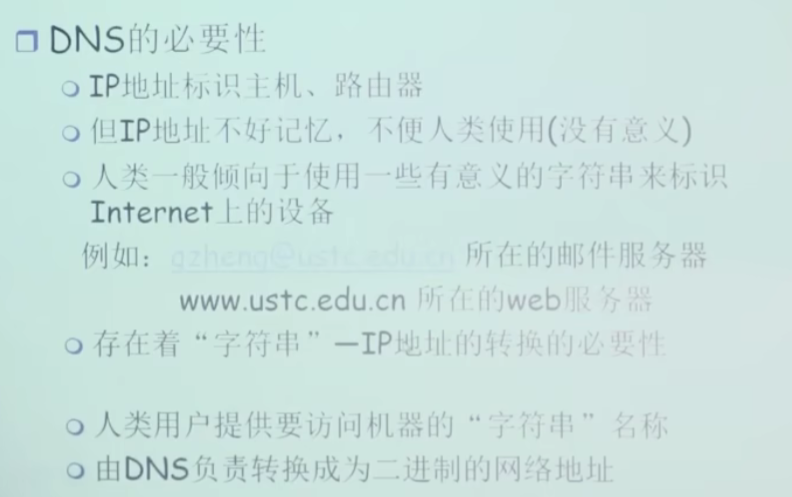 DNS的必要性
IP地址标识主机、路由器
但IP地址不好记忆，不便人类使用(没有意义)
人类一般倾向于使用一些有意义的字符串来标识
Internet上的设备
例如：qzheng@ustc.edu.cn 所在的邮件服务器
www.ustc.edu.cn 所在的web服务器
存在着“字符串”—IP地址的转换的必要性
人类用户提供要访问机器的“字符串”名称
由DNS负责转换成为二进制的网络地址